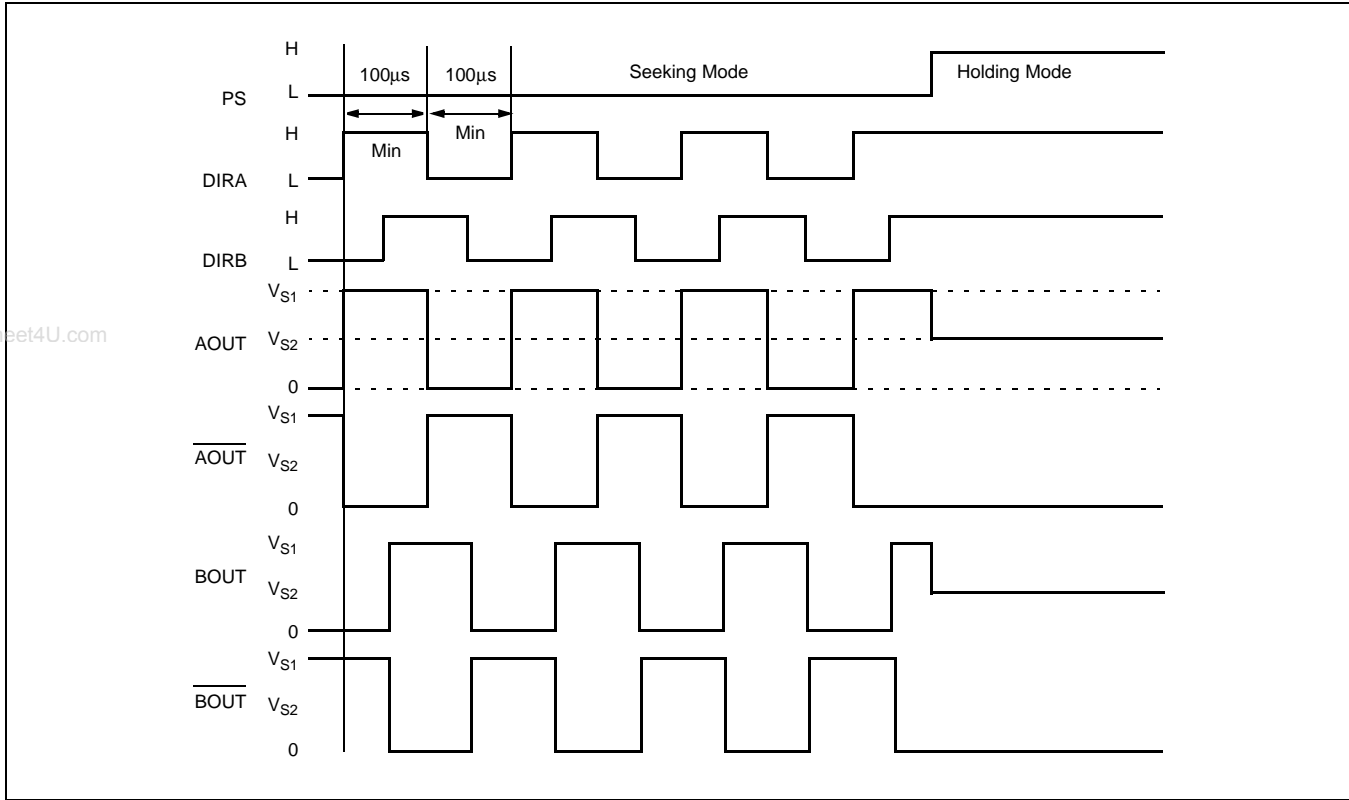 H
100µs 100µs Seeking Mode Holding Mode
PS L
H Min
Min
DIRA L
H
DIRB L
VS1
neet4U.com
AOUT VS2
0
VS1
AOUT VS2
0
VS1
BOUT VS2
0
VS1
BOUT VS2
0